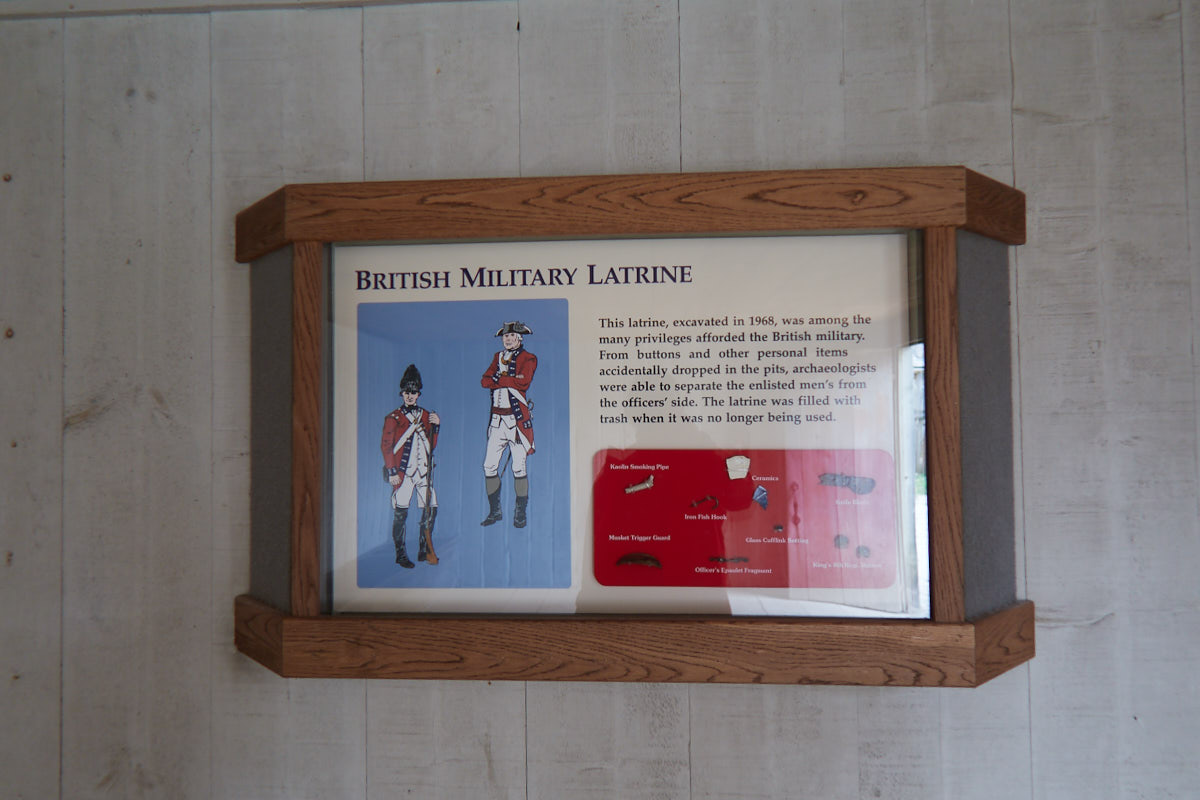 BRITISH MILITARY LATRINE
This latrine, excavated in 1968, was among the
many privileges afforded the British military.
From buttons and other personal items
accidentally dropped in the pits, archaeologists
were able to separate the enlisted men's from
the officers' side. The latrine was filled with
trash when it was no longer being used.
Kaolin Smoking Pipe
Ceramics
Knife Blade
Iron Fish Hook
Musket Trigger Guard
Glass Cufflink Setting
Officer's Epaulet Fragment
King's